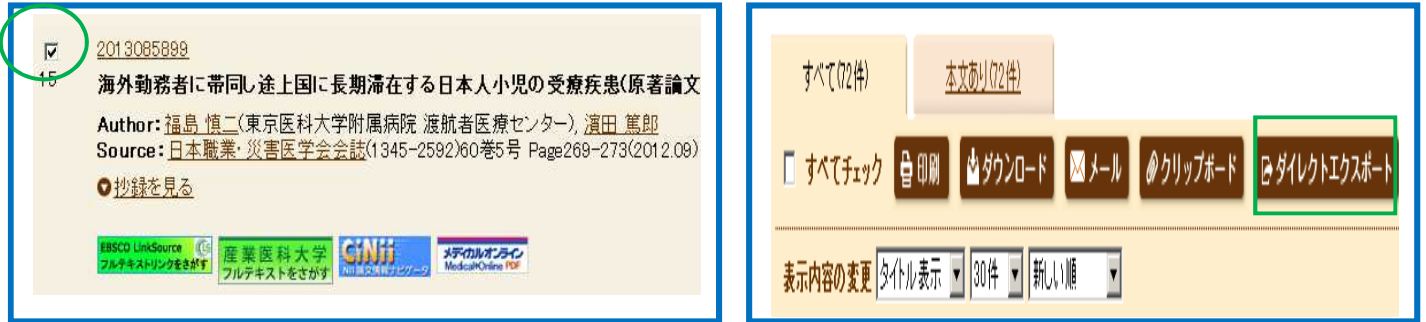 2013085899
15
海外勤務者に帯同し途上国に長期滞在する日本人小児の受療疾患(原著論文
Author:福島 慎二(東京医科大学附属病院 渡航者医療センター), 濱田 篤郎
Source:日本職業・災害医学会会誌(1345-2592)60巻5号 Page269-273(2012.09)
抄録を見る
EBSCO LinkSource
フルテキストリンクをさがす
産業医科大学
フルテキストをさがす
CiNii
NII 論文情報ナビゲータ
メディカルオンライン
Medical*Online PDF
すべて(72件)
本文あり(72件)
すべてチェック
印刷
ダウンロード
メール
クリップボード
ダイレクトエクスポート
表示内容の変更
タイトル表示
30件
新しい順